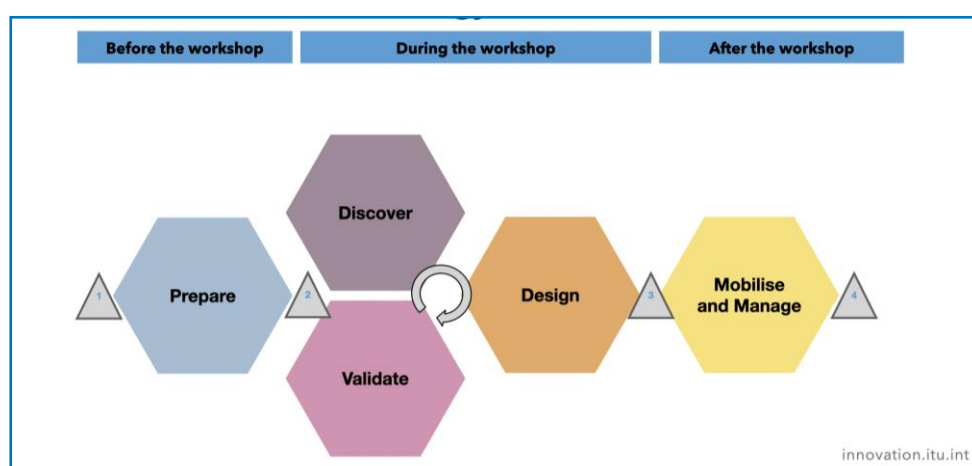 Before the workshop
During the workshop
After the workshop
Discover
1
Prepare
2
Design
3
Mobilise
and Manage
4
Validate
innovation.itu.int